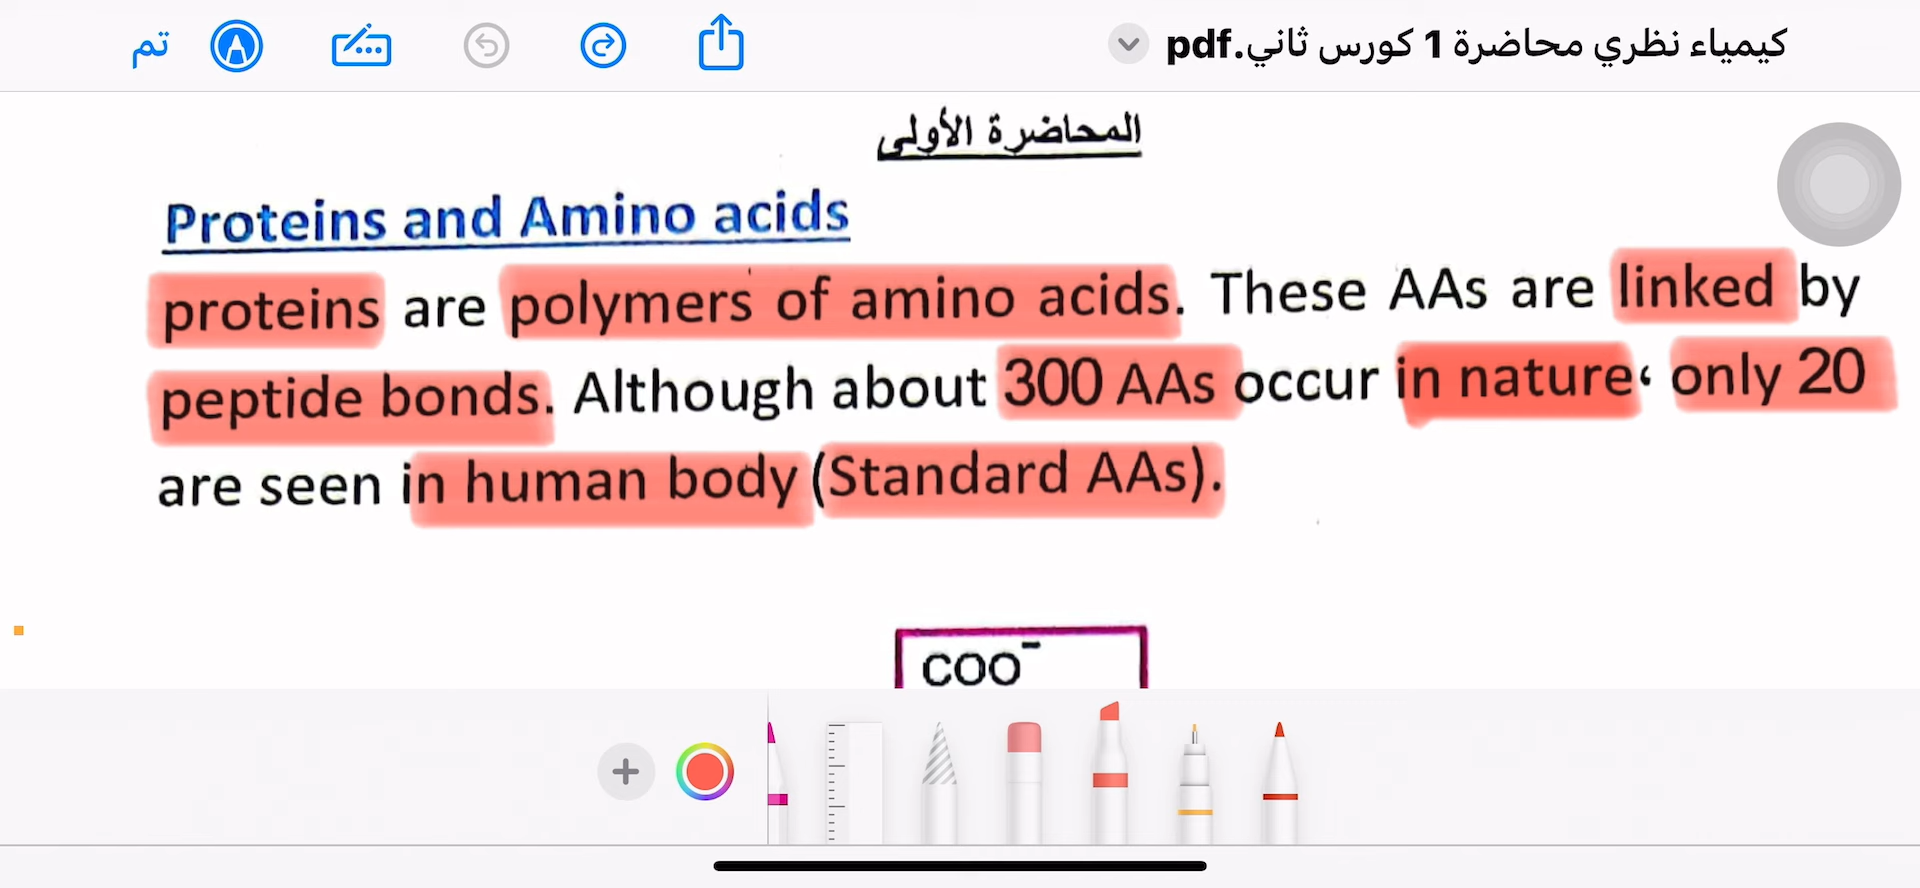 تم
كيمياء نظري محاضرة 1 كورس ثاني.pdf
المحاضرة الأولى
Proteins and Amino acids
proteins are polymers of amino acids. These AAs are linked by
peptide bonds. Although about 300 AAs occur in nature، only 20
are seen in human body (Standard AAs).
COO⁻